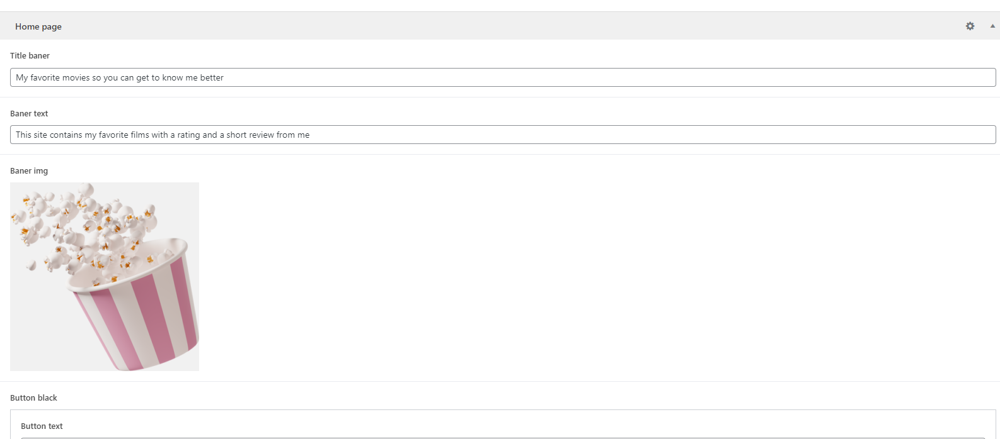 Home page
Title baner
My favorite movies so you can get to know me better
Baner text
This site contains my favorite films with a rating and a short review from me
Baner img
Button black
Button text